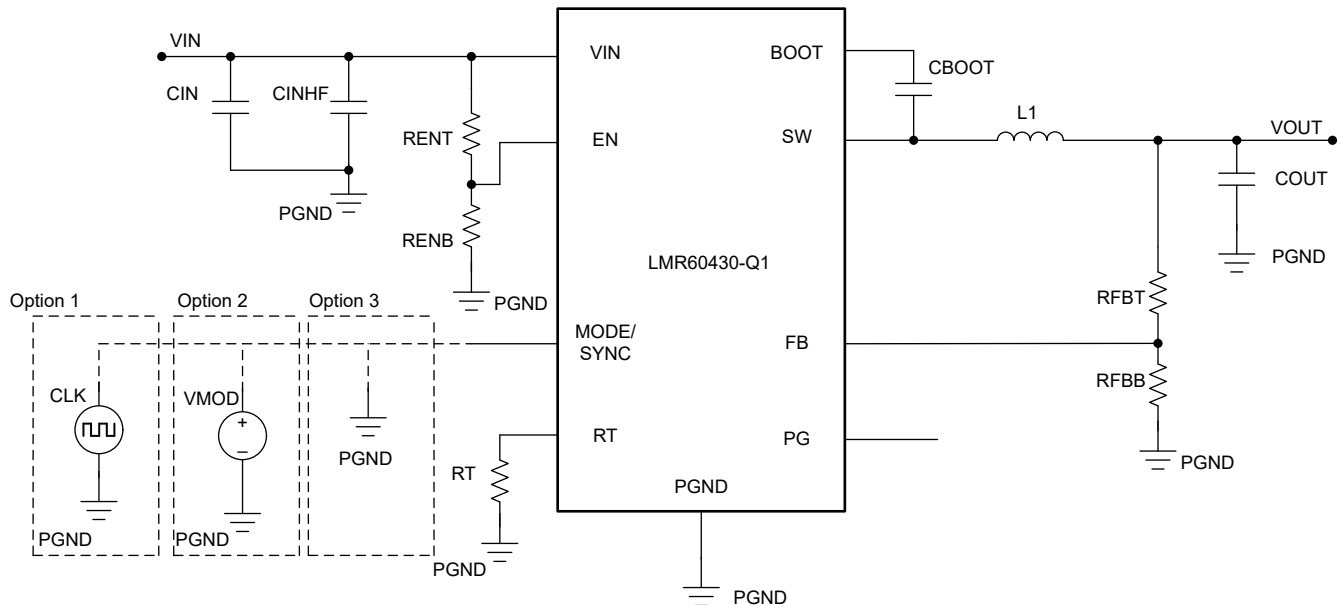 VIN
CIN
CINHF
PGND
RENT
RENB
PGND
VIN
EN
MODE/
SYNC
RT
PGND
BOOT
SW
FB
PG
LMR60430-Q1
CBOOT
L1
VOUT
COUT
PGND
RFBT
RFBB
PGND
Option 1
CLK
PGND
Option 2
VMOD
+
–
PGND
Option 3
PGND
RT
PGND
PGND